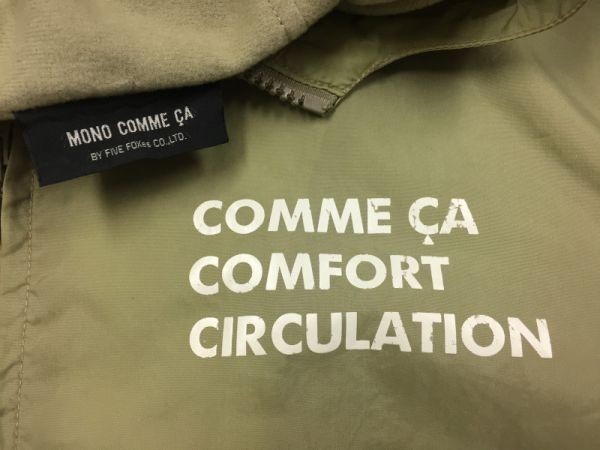 MONO COMME ÇA
BY FIVE FOXes CO.,LTD.
COMME ÇA
COMFORT
CIRCULATION